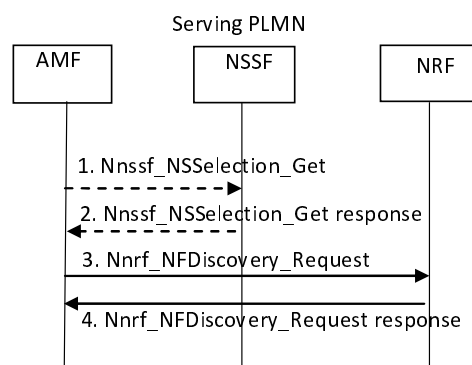 Serving PLMN
AMF
NSSF
NRF
1. Nnssf_NSSelection_Get
2. Nnssf_NSSelection_Get response
3. Nnrf_NFDiscovery_Request
4. Nnrf_NFDiscovery_Request response